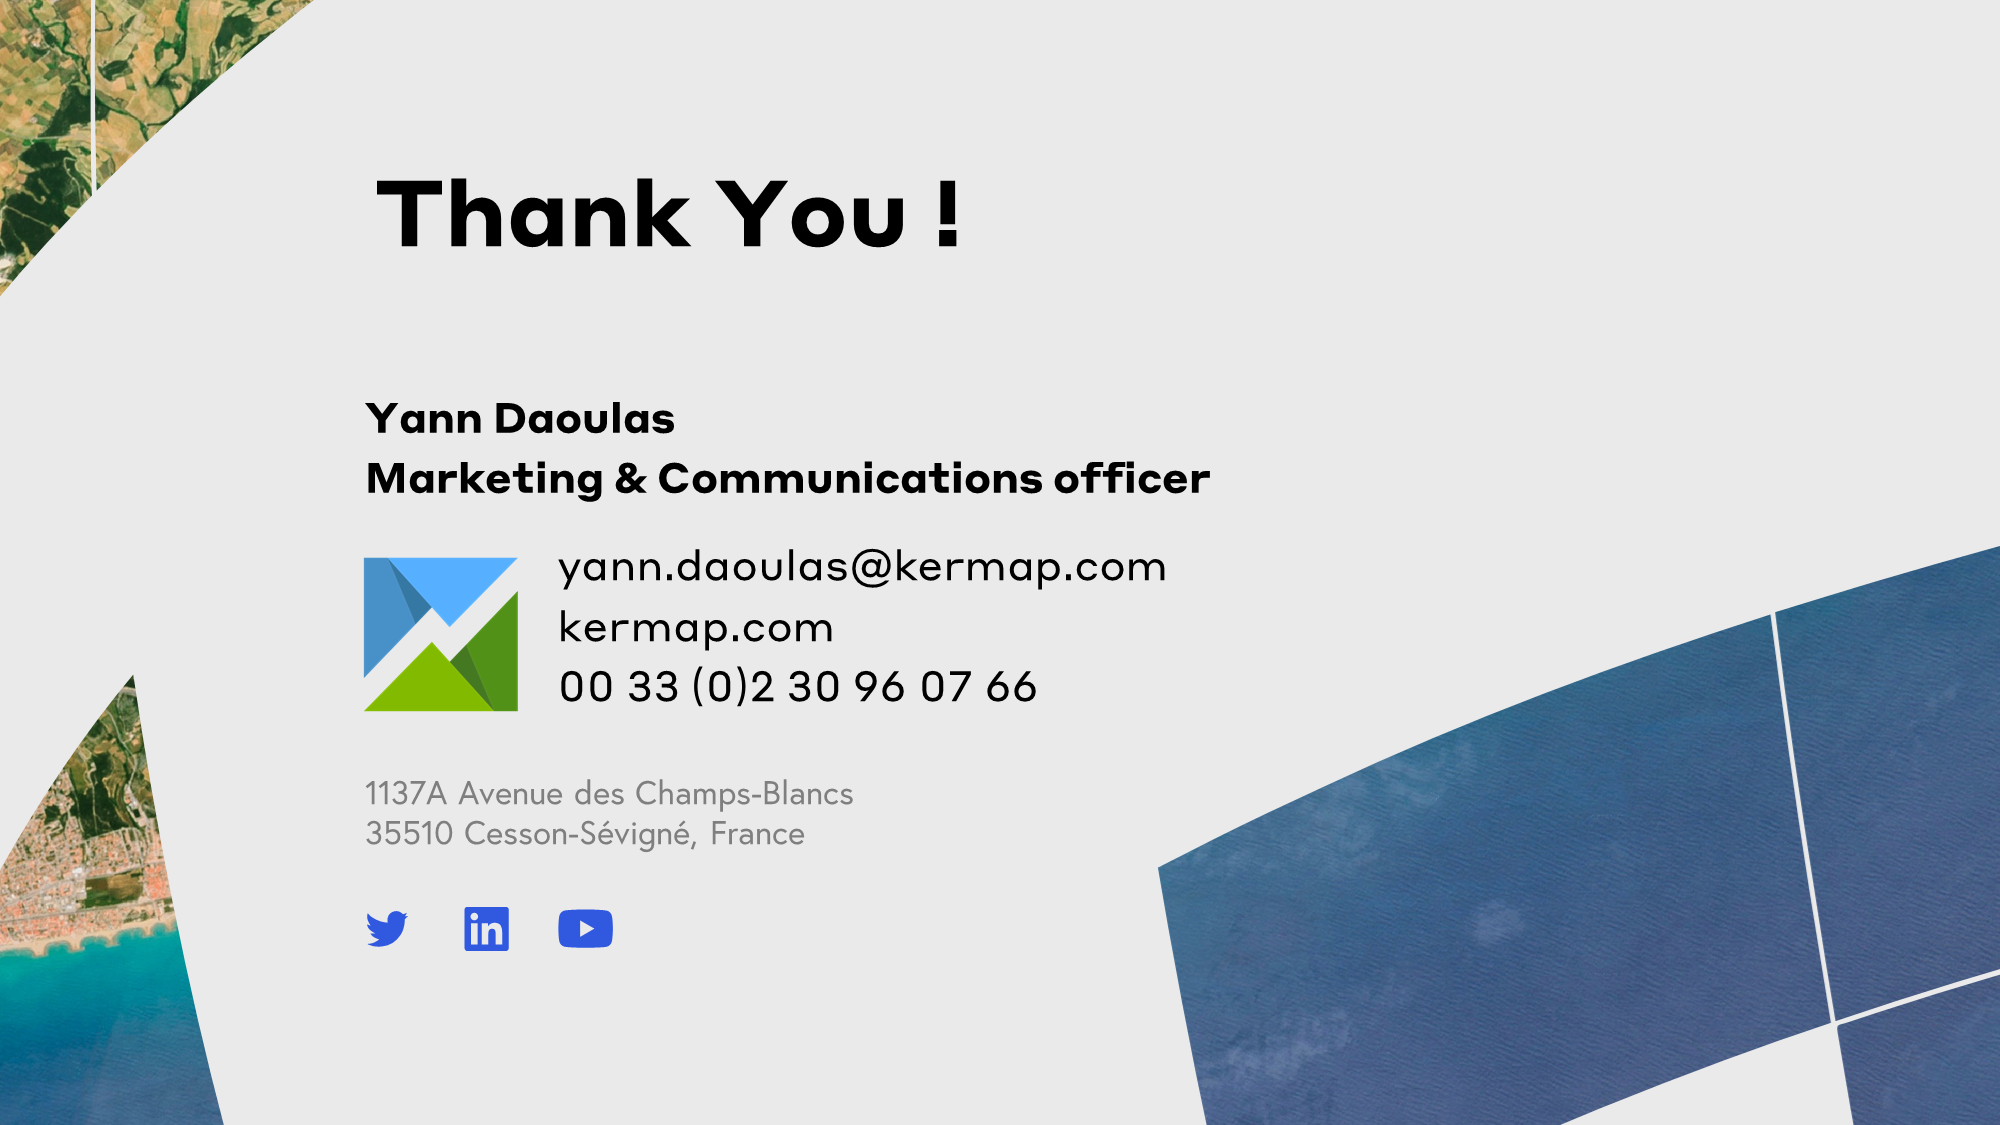 Thank You !
Yann Daoulas
Marketing & Communications officer
yann.daoulas@kermap.com
kermap.com
00 33 (0)2 30 96 07 66
1137A Avenue des Champs-Blancs
35510 Cesson-Sévigné, France
in